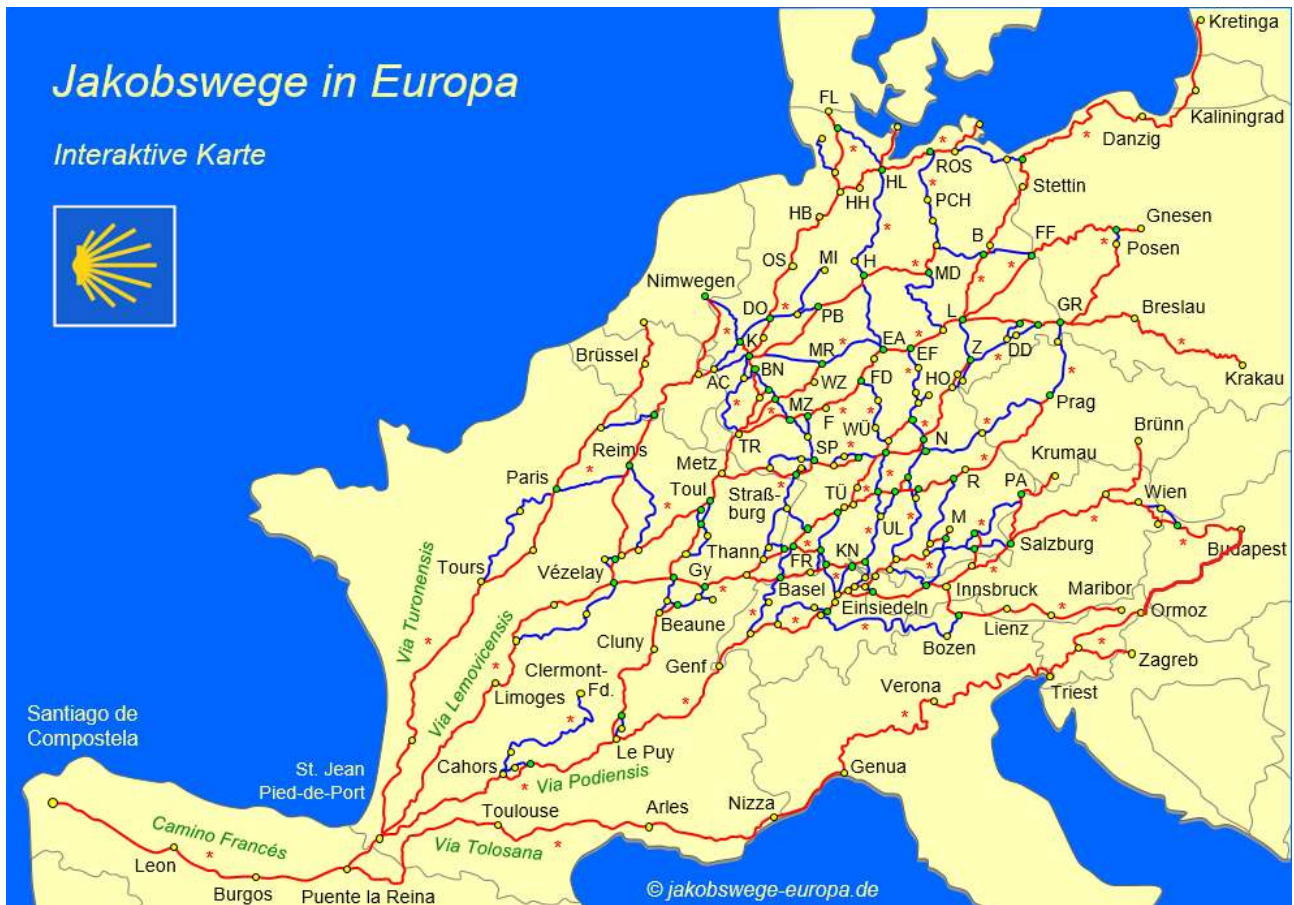 Jakobswege in Europa
Interaktive Karte
Kretinga
Kaliningrad
Danzig
FL
HL
ROS
Stettin
HH
PCH
HB
B
FF
Gnesen
Posen
OS
MI
H
MD
Nimwegen
DO
PB
L
GR
Breslau
Brüssel
K
MR
EA
EF
Z
DD
Krakau
AC
BN
WZ
FD
HO
MZ
F
Prag
TR
WÜ
N
Brünn
Reims
Metz
SP
Krumau
Paris
Toul
Straß-
burg
TÜ
R
PA
Wien
UL
M
Budapest
Tours
Vézelay
Thann
FR
KN
Salzburg
Gy
Basel
Einsiedeln
Innsbruck
Maribor
Ormoz
Beaune
Lienz
Via Turonensis
Cluny
Genf
Bozen
Zagreb
Via Lemovicensis
Clermont-
Fd.
Limoges
Verona
Triest
Santiago de
Compostela
St. Jean
Pied-de-Port
Cahors
Le Puy
Via Podiensis
Genua
Nizza
Toulouse
Arles
Camino Francés
Via Tolosana
Leon
Burgos
Puente la Reina
© jakobswege-europa.de